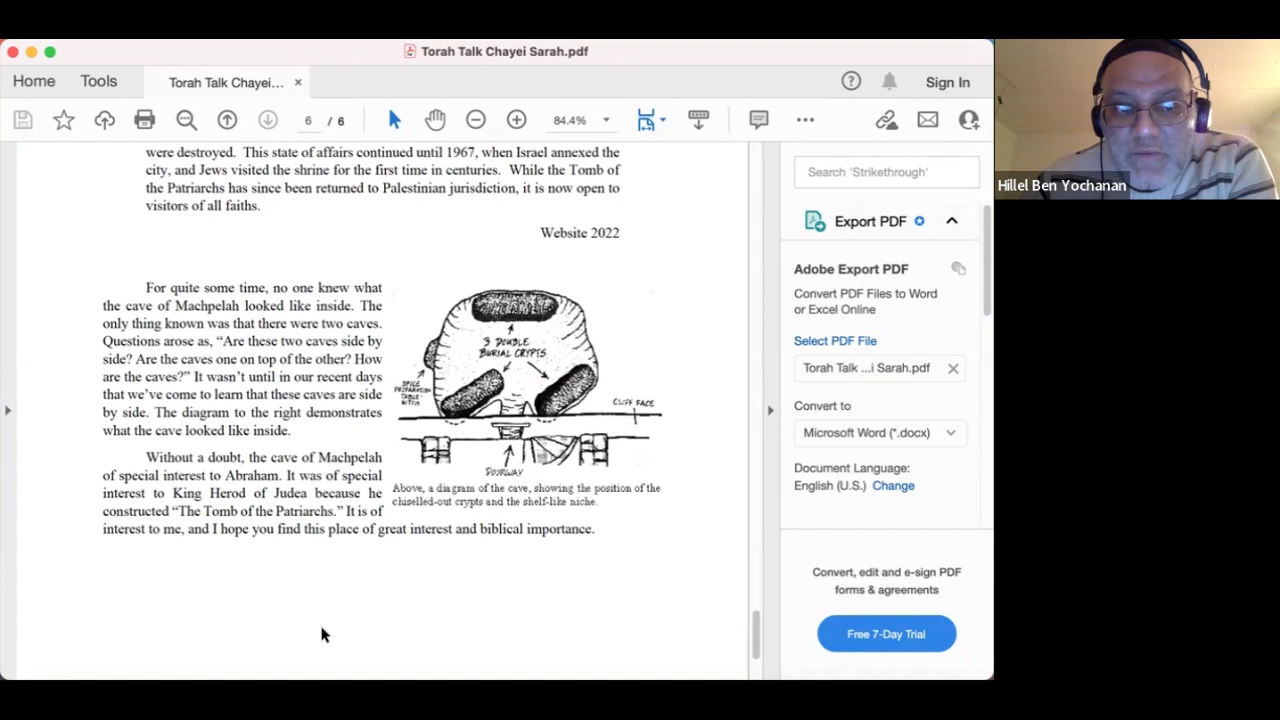 Torah Talk Chayei Sarah.pdf
Home
Tools
Torah Talk Chayei...
Sign In
6 / 6
84.4%
were destroyed. This state of affairs continued until 1967, when Israel annexed the
city, and Jews visited the shrine for the first time in centuries. While the Tomb of
the Patriarchs has since been returned to Palestinian jurisdiction, it is now open to
visitors of all faiths.
Website 2022
For quite some time, no one knew what
the cave of Machpelah looked like inside. The
only thing known was that there were two caves.
Questions arose as, “Are these two caves side by
side? Are the caves one on top of the other? How
are the caves?” It wasn’t until in our recent days
that we’ve come to learn that these caves are side
by side. The diagram to the right demonstrates
what the cave looked like inside.
Without a doubt, the cave of Machpelah
of special interest to Abraham. It was of special
interest to King Herod of Judea because he
constructed “The Tomb of the Patriarchs.” It is of
interest to me, and I hope you find this place of great interest and biblical importance.
3 DOUBLE
BURIAL CRYPTS
SPICE
PREPARATION
TABLE-
NITCH
CLIFF FACE
DOORWAY
Above, a diagram of the cave, showing the position of the
chiselled-out crypts and the shelf-like niche.
Search 'Strikethrough'
Export PDF
Adobe Export PDF
Convert PDF Files to Word
or Excel Online
Select PDF File
Torah Talk ...i Sarah.pdf
Convert to
Microsoft Word (*.docx)
Document Language:
English (U.S.) Change
Convert, edit and e-sign PDF
forms & agreements
Free 7-Day Trial
Hillel Ben Yochanan